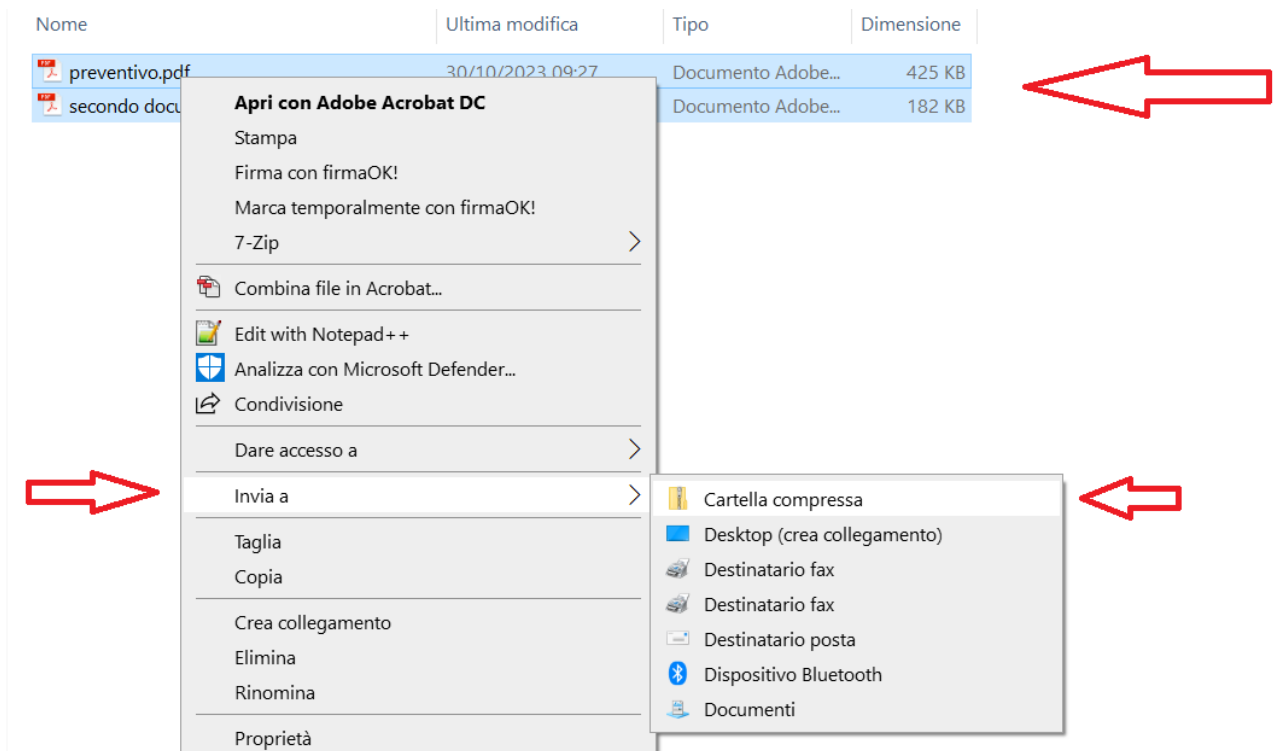 Nome Ultima modifica Tipo Dimensione
preventivo.pdf 30/10/2023 09:27 Documento Adobe... 425 KB
secondo docu Documento Adobe... 182 KB
Apri con Adobe Acrobat DC
Stampa
Firma con firmaOK!
Marca temporalmente con firmaOK!
7-Zip
Combina file in Acrobat...
Edit with Notepad++
Analizza con Microsoft Defender...
Condivisione
Dare accesso a
Invia a
Taglia
Copia
Crea collegamento
Elimina
Rinomina
Proprietà
Cartella compressa
Desktop (crea collegamento)
Destinatario fax
Destinatario fax
Destinatario posta
Dispositivo Bluetooth
Documenti